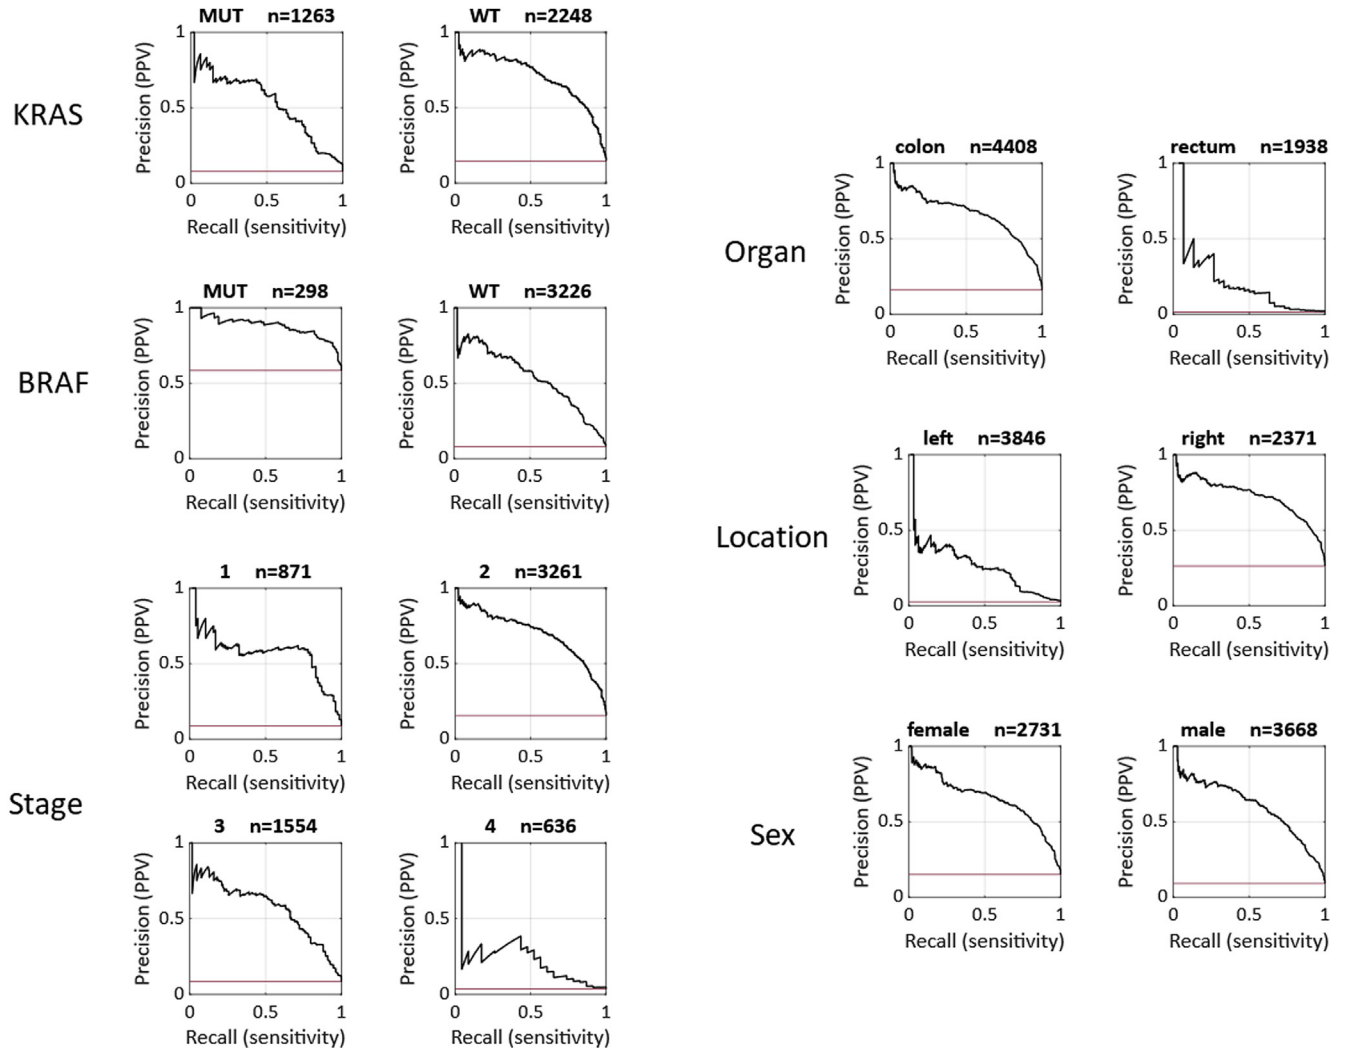 KRAS
MUT n=1263
1
0.5
0
Precision (PPV)
0 0.5 1
Recall (sensitivity)
WT n=2248
1
0.5
0
Precision (PPV)
0 0.5 1
Recall (sensitivity)
BRAF
MUT n=298
1
0.5
0
Precision (PPV)
0 0.5 1
Recall (sensitivity)
WT n=3226
1
0.5
0
Precision (PPV)
0 0.5 1
Recall (sensitivity)
Stage
1 n=871
1
0.5
0
Precision (PPV)
0 0.5 1
Recall (sensitivity)
2 n=3261
1
0.5
0
Precision (PPV)
0 0.5 1
Recall (sensitivity)
3 n=1554
1
0.5
0
Precision (PPV)
0 0.5 1
Recall (sensitivity)
4 n=636
1
0.5
0
Precision (PPV)
0 0.5 1
Recall (sensitivity)
Organ
colon n=4408
1
0.5
0
Precision (PPV)
0 0.5 1
Recall (sensitivity)
rectum n=1938
1
0.5
0
Precision (PPV)
0 0.5 1
Recall (sensitivity)
Location
left n=3846
1
0.5
0
Precision (PPV)
0 0.5 1
Recall (sensitivity)
right n=2371
1
0.5
0
Precision (PPV)
0 0.5 1
Recall (sensitivity)
Sex
female n=2731
1
0.5
0
Precision (PPV)
0 0.5 1
Recall (sensitivity)
male n=3668
1
0.5
0
Precision (PPV)
0 0.5 1
Recall (sensitivity)